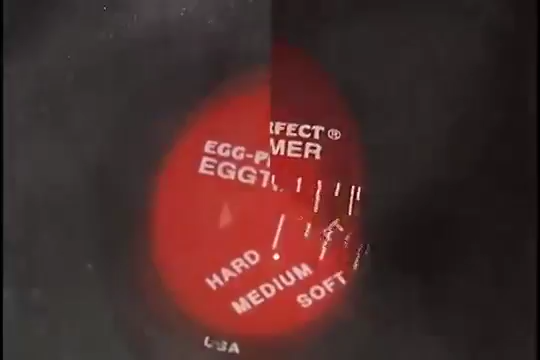 EGG-P RFECT®
EGGT MER
HARD
MEDIUM
SOFT
USA